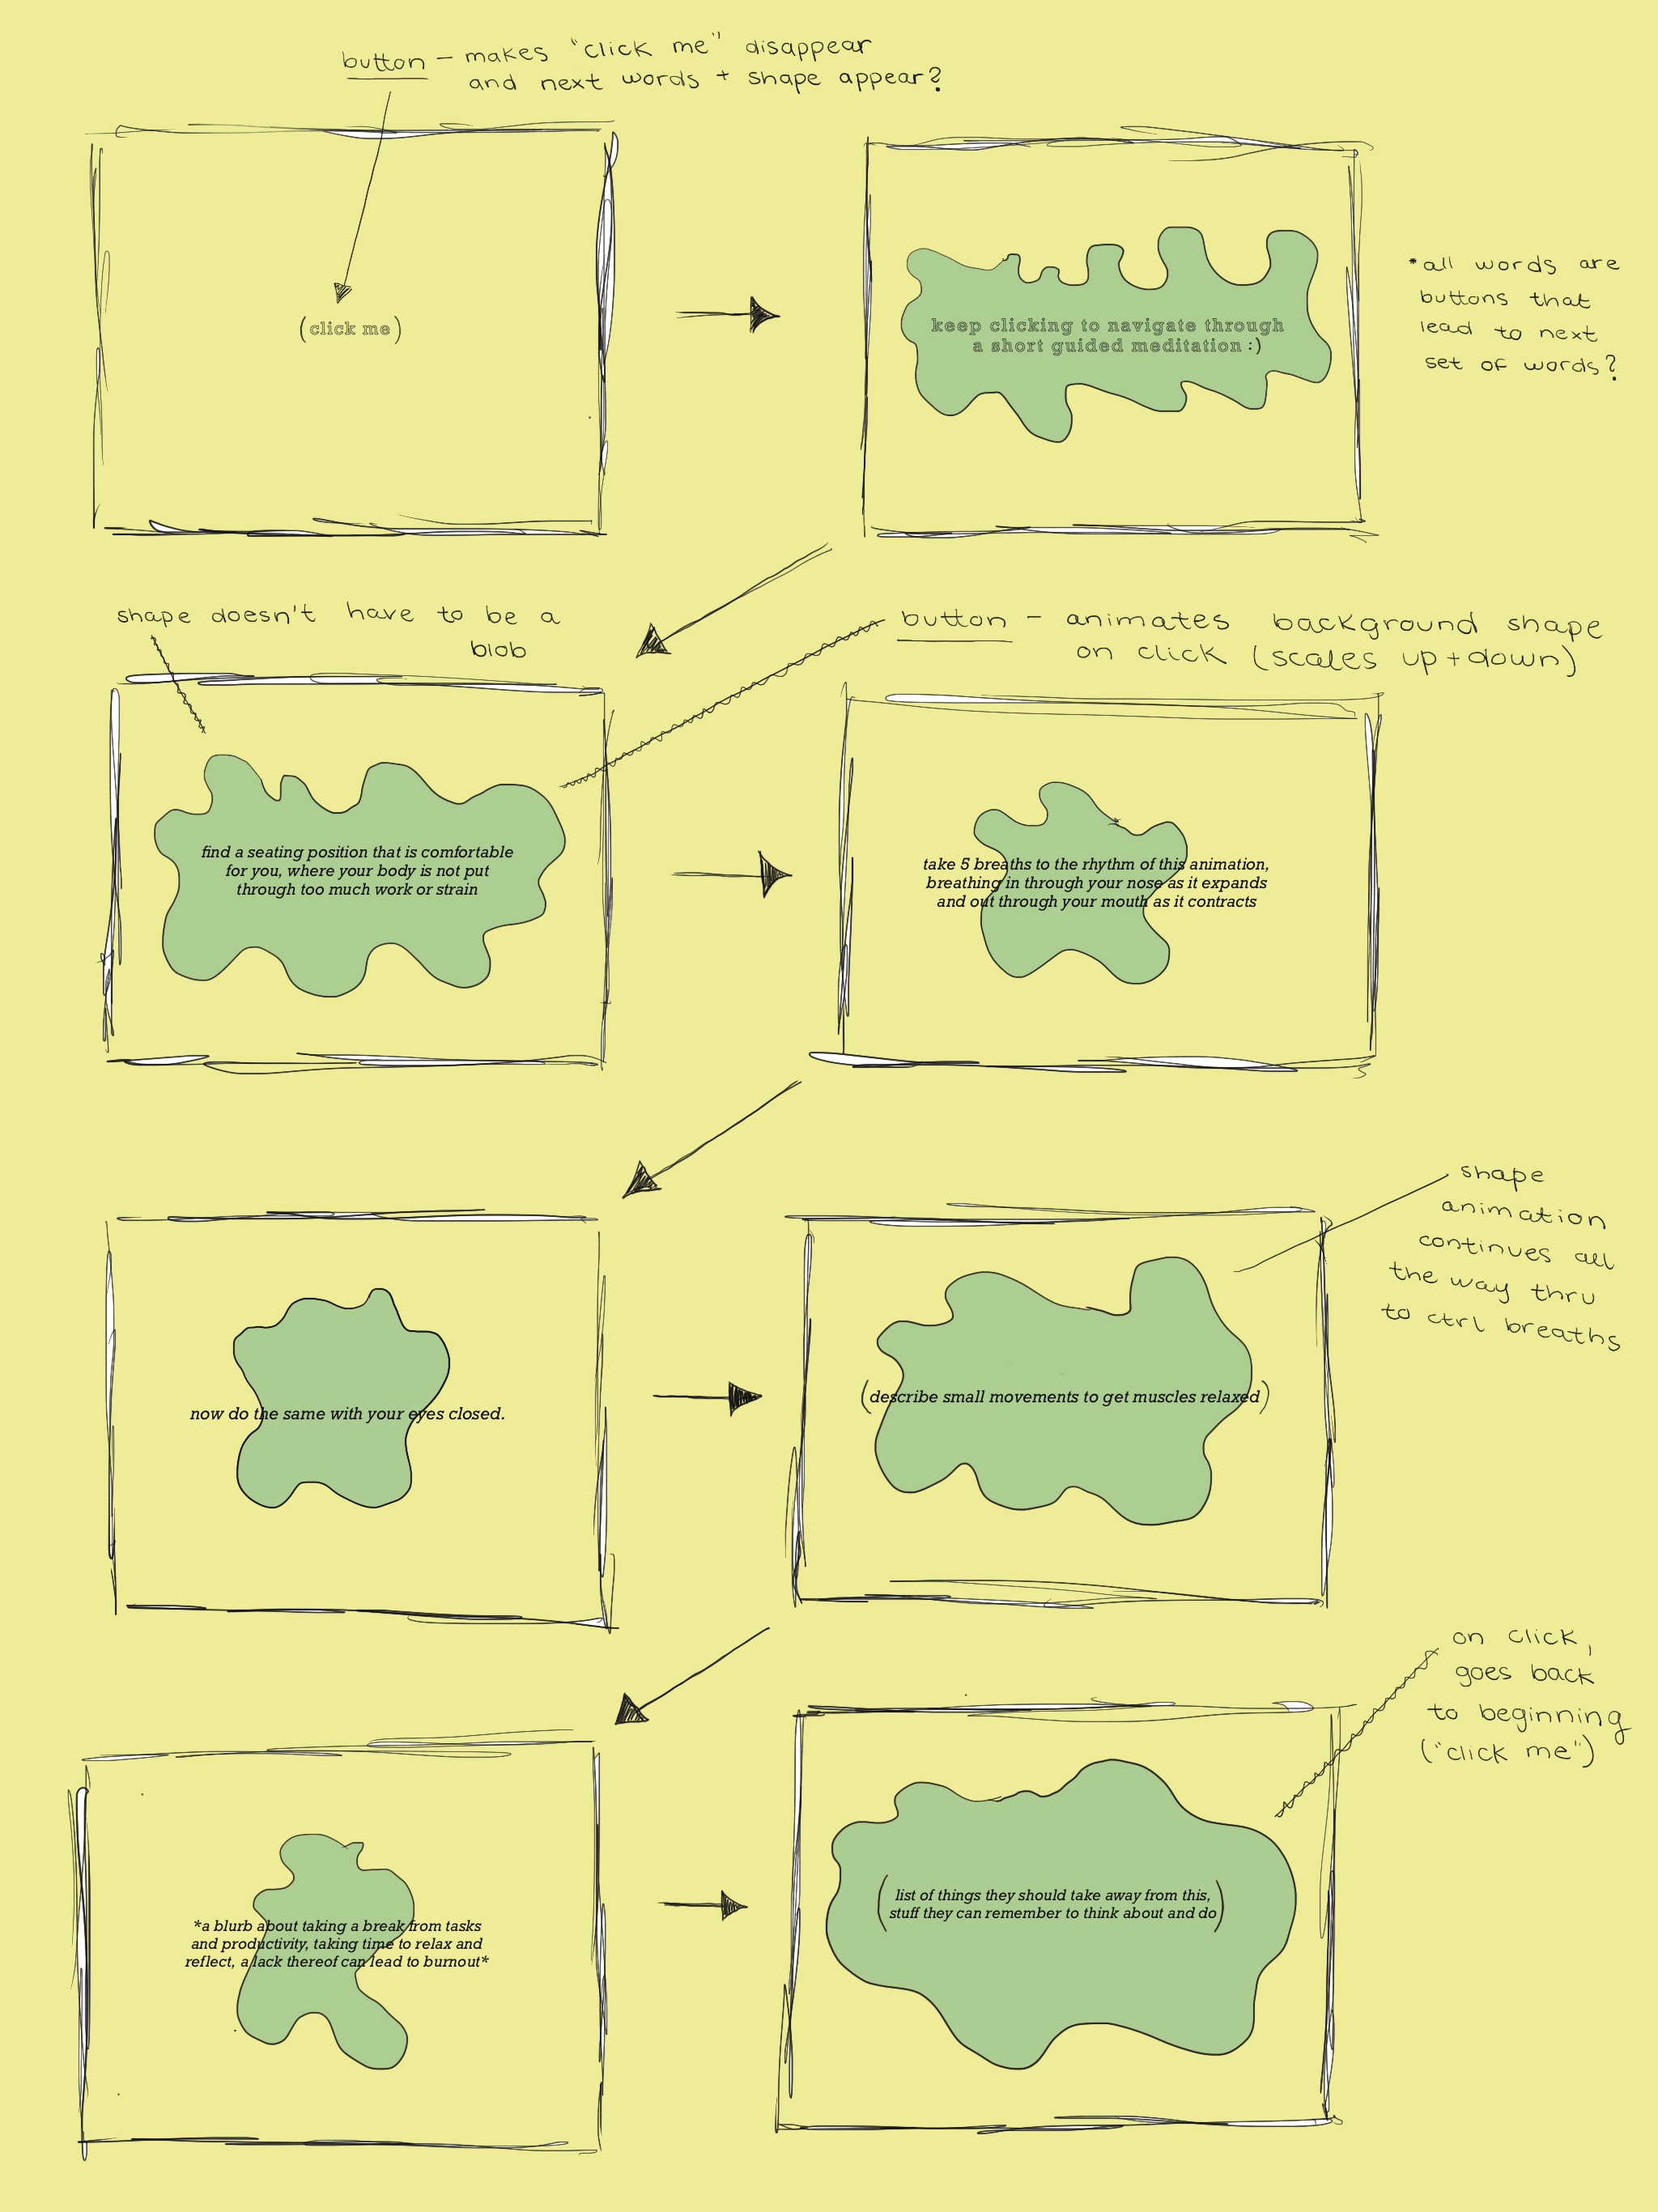 button - makes "click me" disappear
and next words + shape appear?
(click me)
keep clicking to navigate through
a short guided meditation :)
*all words are
buttons that
lead to next
set of words?
shape doesn't have to be a
blob
button - animates background shape
on click (scales up + down)
find a seating position that is comfortable
for you, where your body is not put
through too much work or strain
take 5 breaths to the rhythm of this animation,
breathing in through your nose as it expands
and out through your mouth as it contracts
now do the same with your eyes closed.
(describe small movements to get muscles relaxed)
shape
animation
continues all
the way thru
to ctrl breaths
*a blurb about taking a break from tasks
and productivity, taking time to relax and
reflect, a lack thereof can lead to burnout*
(list of things they should take away from this,
stuff they can remember to think about and do)
on click,
goes back
to beginning
("click me")